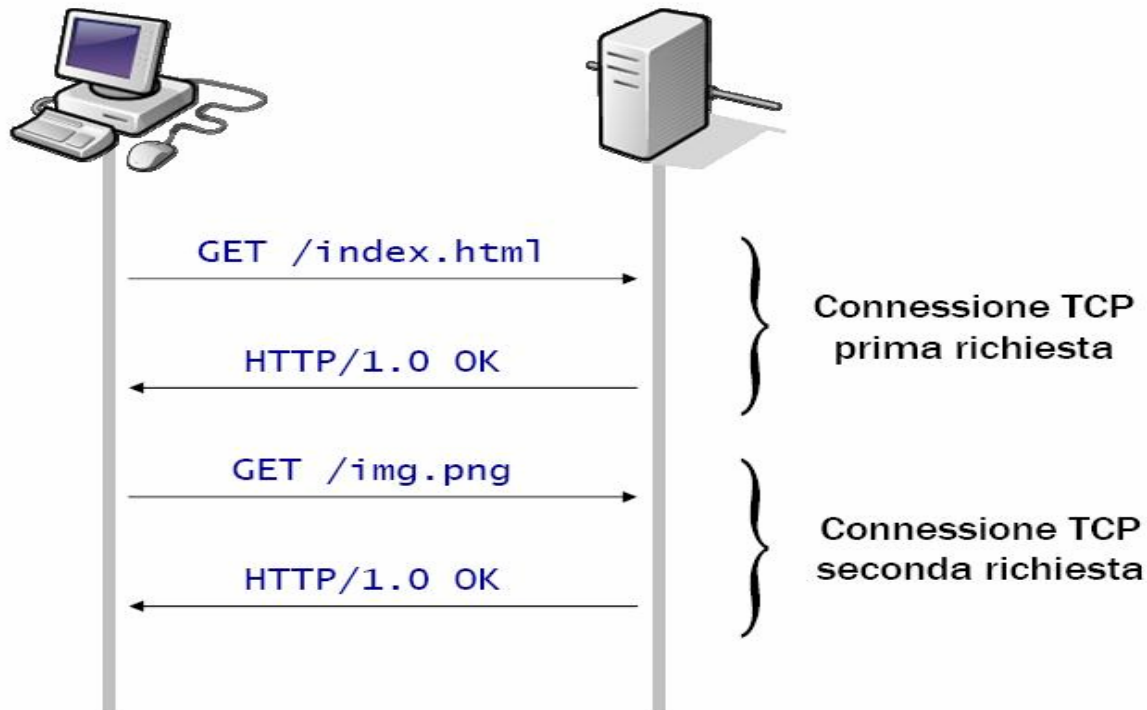 GET /index.html
HTTP/1.0 OK
Connessione TCP
prima richiesta
GET /img.png
HTTP/1.0 OK
Connessione TCP
seconda richiesta